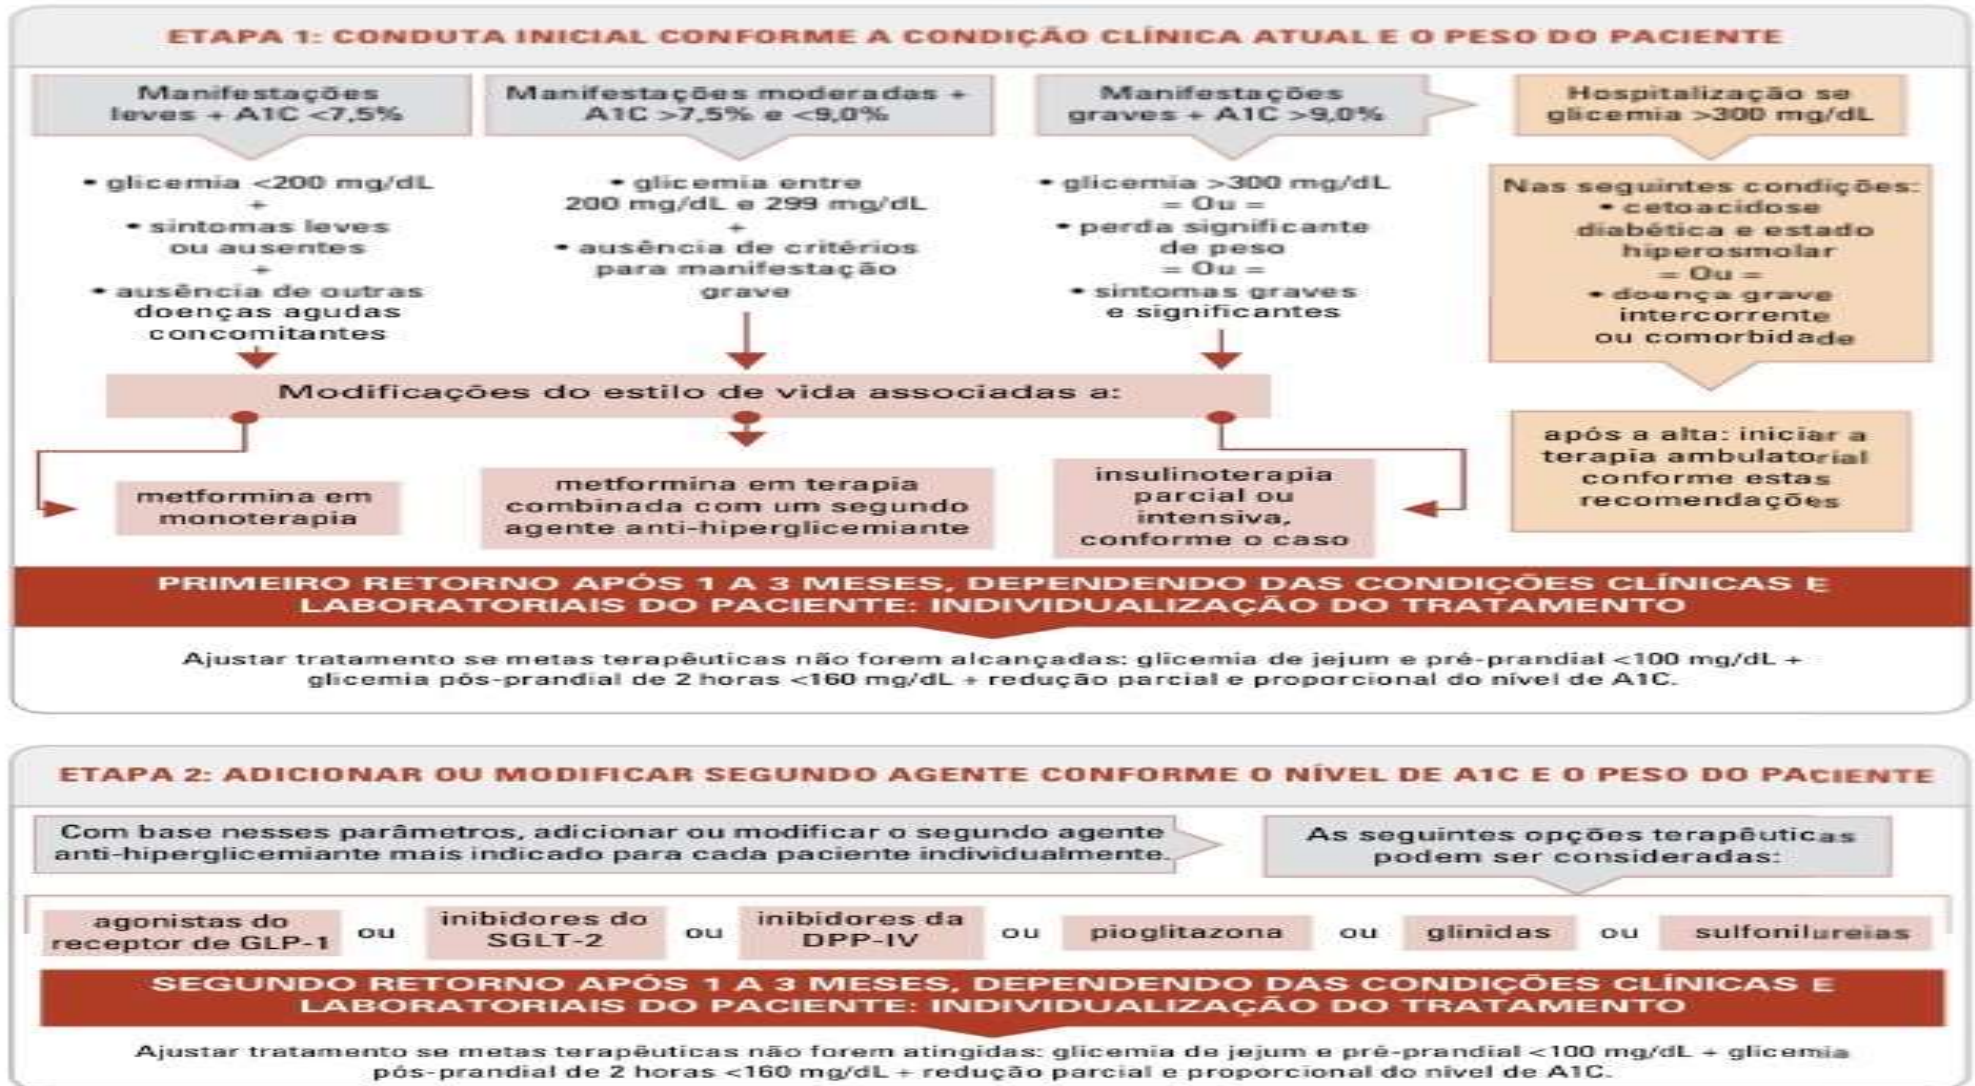 ETAPA 1: CONDUTA INICIAL CONFORME A CONDIÇÃO CLÍNICA ATUAL E O PESO DO PACIENTE
Manifestações
leves + A1C <7,5%
• glicemia <200 mg/dL
+
• sintomas leves
ou ausentes
+
• ausência de outras
doenças agudas
concomitantes
Manifestações moderadas +
A1C >7,5% e <9,0%
• glicemia entre
200 mg/dL e 299 mg/dL
+
• ausência de critérios
para manifestação
grave
Manifestações
graves + A1C >9,0%
• glicemia >300 mg/dL
= Ou =
• perda significante
de peso
= Ou =
• sintomas graves
e significantes
Hospitalização se
glicemia >300 mg/dL
Nas seguintes condições:
• cetoacidose
diabética e estado
hiperosmolar
= Ou =
• doença grave
intercorrente
ou comorbidade
após a alta: iniciar a
terapia ambulatorial
conforme estas
recomendações
Modificações do estilo de vida associadas a:
metformina em
monoterapia
metformina em terapia
combinada com um segundo
agente anti-hiperglicemiante
insulinoterapia
parcial ou
intensiva,
conforme o caso
PRIMEIRO RETORNO APÓS 1 A 3 MESES, DEPENDENDO DAS CONDIÇÕES CLÍNICAS E
LABORATORIAIS DO PACIENTE: INDIVIDUALIZAÇÃO DO TRATAMENTO
Ajustar tratamento se metas terapêuticas não forem alcançadas: glicemia de jejum e pré-prandial <100 mg/dL +
glicemia pós-prandial de 2 horas <160 mg/dL + redução parcial e proporcional do nível de A1C.
ETAPA 2: ADICIONAR OU MODIFICAR SEGUNDO AGENTE CONFORME O NÍVEL DE A1C E O PESO DO PACIENTE
Com base nesses parâmetros, adicionar ou modificar o segundo agente
anti-hiperglicemiante mais indicado para cada paciente individualmente.
As seguintes opções terapêuticas
podem ser consideradas:
agonistas do
receptor de GLP-1
ou
inibidores do
SGLT-2
ou
inibidores da
DPP-IV
ou
pioglitazona
ou
glinidas
ou
sulfonilureias
SEGUNDO RETORNO APÓS 1 A 3 MESES, DEPENDENDO DAS CONDIÇÕES CLÍNICAS E
LABORATORIAIS DO PACIENTE: INDIVIDUALIZAÇÃO DO TRATAMENTO
Ajustar tratamento se metas terapêuticas não forem atingidas: glicemia de jejum e pré-prandial <100 mg/dL + glicemia
pós-prandial de 2 horas <160 mg/dL + redução parcial e proporcional do nível de A1C.